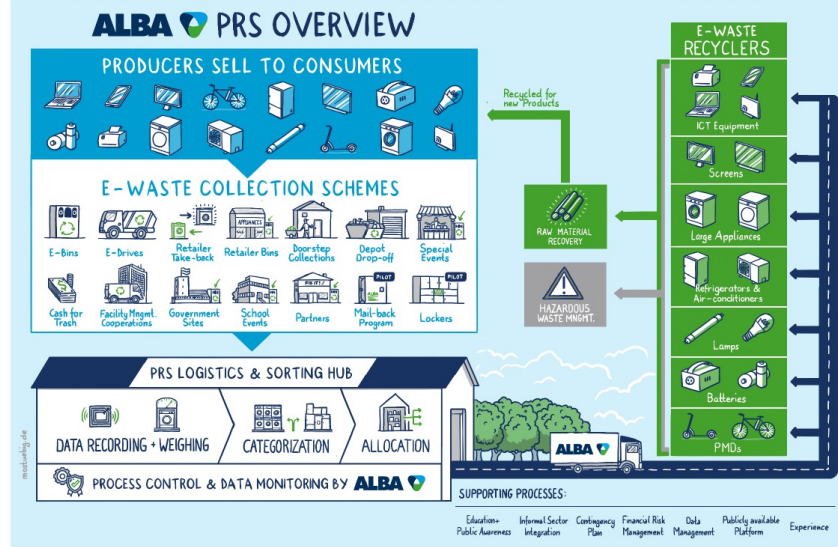 ALBA PRS OVERVIEW
PRODUCERS SELL TO CONSUMERS
E-WASTE COLLECTION SCHEMES
APPLIANCES
E-Bins
E-Drives
Retailer
Take-back
Retailer Bins
Doorstep
Collections
Depot
Drop-off
Special
Events
FIX IT!
PILOT
ALBA
PILOT
Cash for
Trash
Facility Mgmt.
Cooperations
Government
Sites
School
Events
Partners
Mail-back
Program
Lockers
PRS LOGISTICS & SORTING HUB
DATA RECORDING + WEIGHING
CATEGORIZATION
ALLOCATION
PROCESS CONTROL & DATA MONITORING BY ALBA
Recycled for
new Products
RAW MATERIAL
RECOVERY
HAZARDOUS
WASTE MNGMT.
E-WASTE
RECYCLERS
ICT Equipment
Screens
Large Appliances
Refrigerators &
Air-conditioners
Lamps
Batteries
PMDs
ALBA
SUPPORTING PROCESSES:
Education+
Public Awareness
Informal Sector
Integration
Contingency
Plan
Financial Risk
Management
Data
Management
Publicly available
Platform
Experience